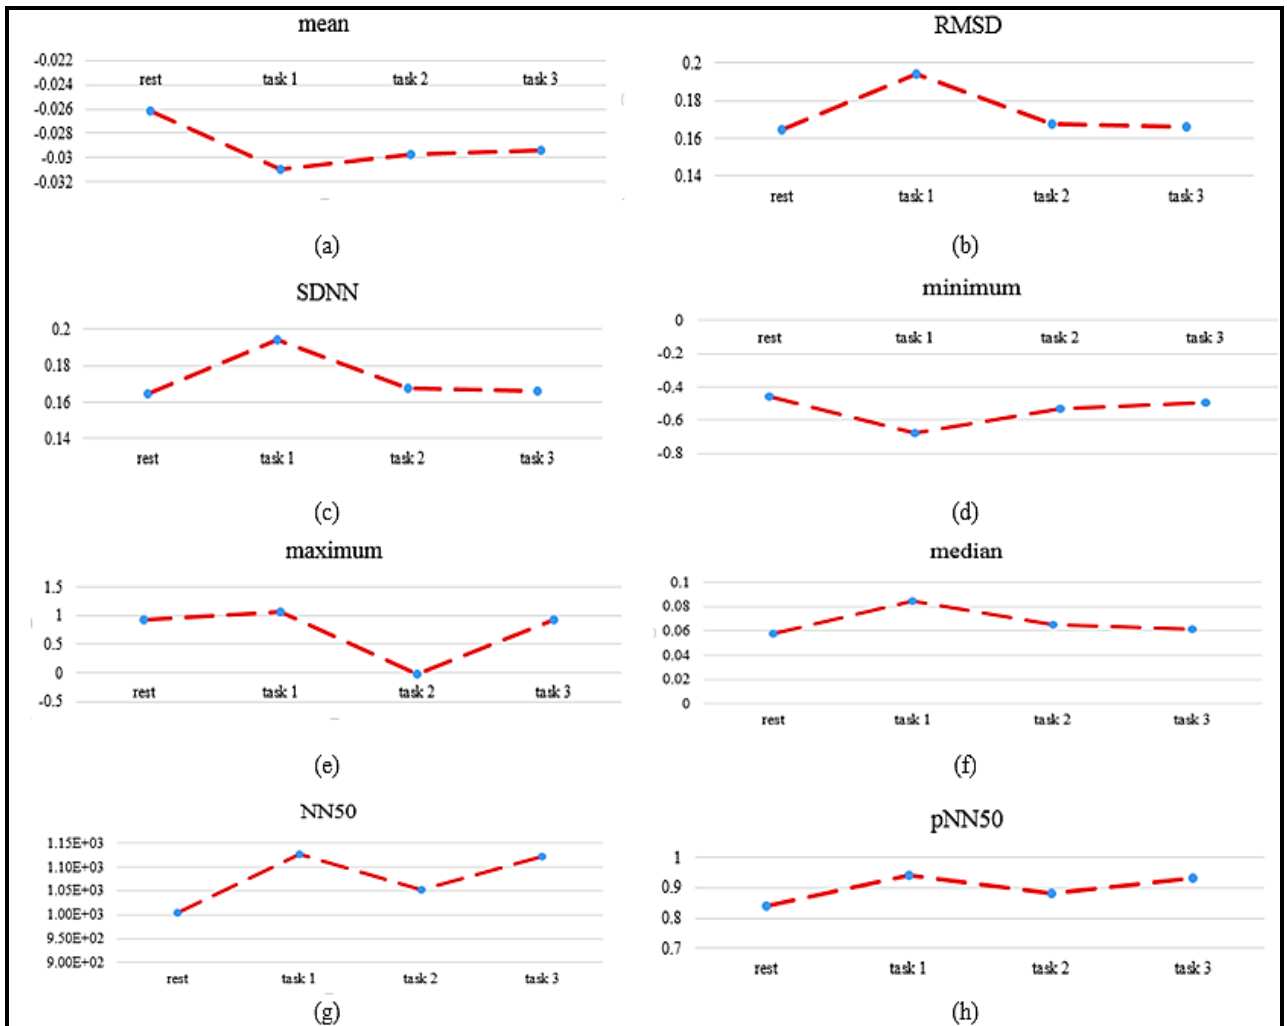 mean
-0.022
-0.024
-0.026
-0.028
-0.03
-0.032
rest task 1 task 2 task 3
(a)
RMSD
0.2
0.18
0.16
0.14
rest task 1 task 2 task 3
(b)
SDNN
0.2
0.18
0.16
0.14
rest task 1 task 2 task 3
(c)
minimum
0
-0.2
-0.4
-0.6
-0.8
rest task 1 task 2 task 3
(d)
maximum
1.5
1
0.5
0
-0.5
rest task 1 task 2 task 3
(e)
median
0.1
0.08
0.06
0.04
0.02
0
rest task 1 task 2 task 3
(f)
NN50
1.15E+03
1.10E+03
1.05E+03
1.00E+03
9.50E+02
9.00E+02
rest task 1 task 2 task 3
(g)
pNN50
1
0.9
0.8
0.7
rest task 1 task 2 task 3
(h)